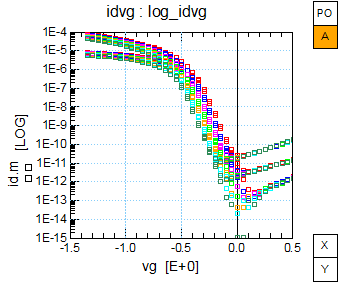 idvg : log_idvg
PO
A
1E-4
1E-5
1E-6
1E-7
1E-8
1E-9
1E-10
1E-11
1E-12
1E-13
1E-14
1E-15
id.m [LOG]
-1.5 -1.0 -0.5 0.0 0.5
vg [E+0]
X
Y